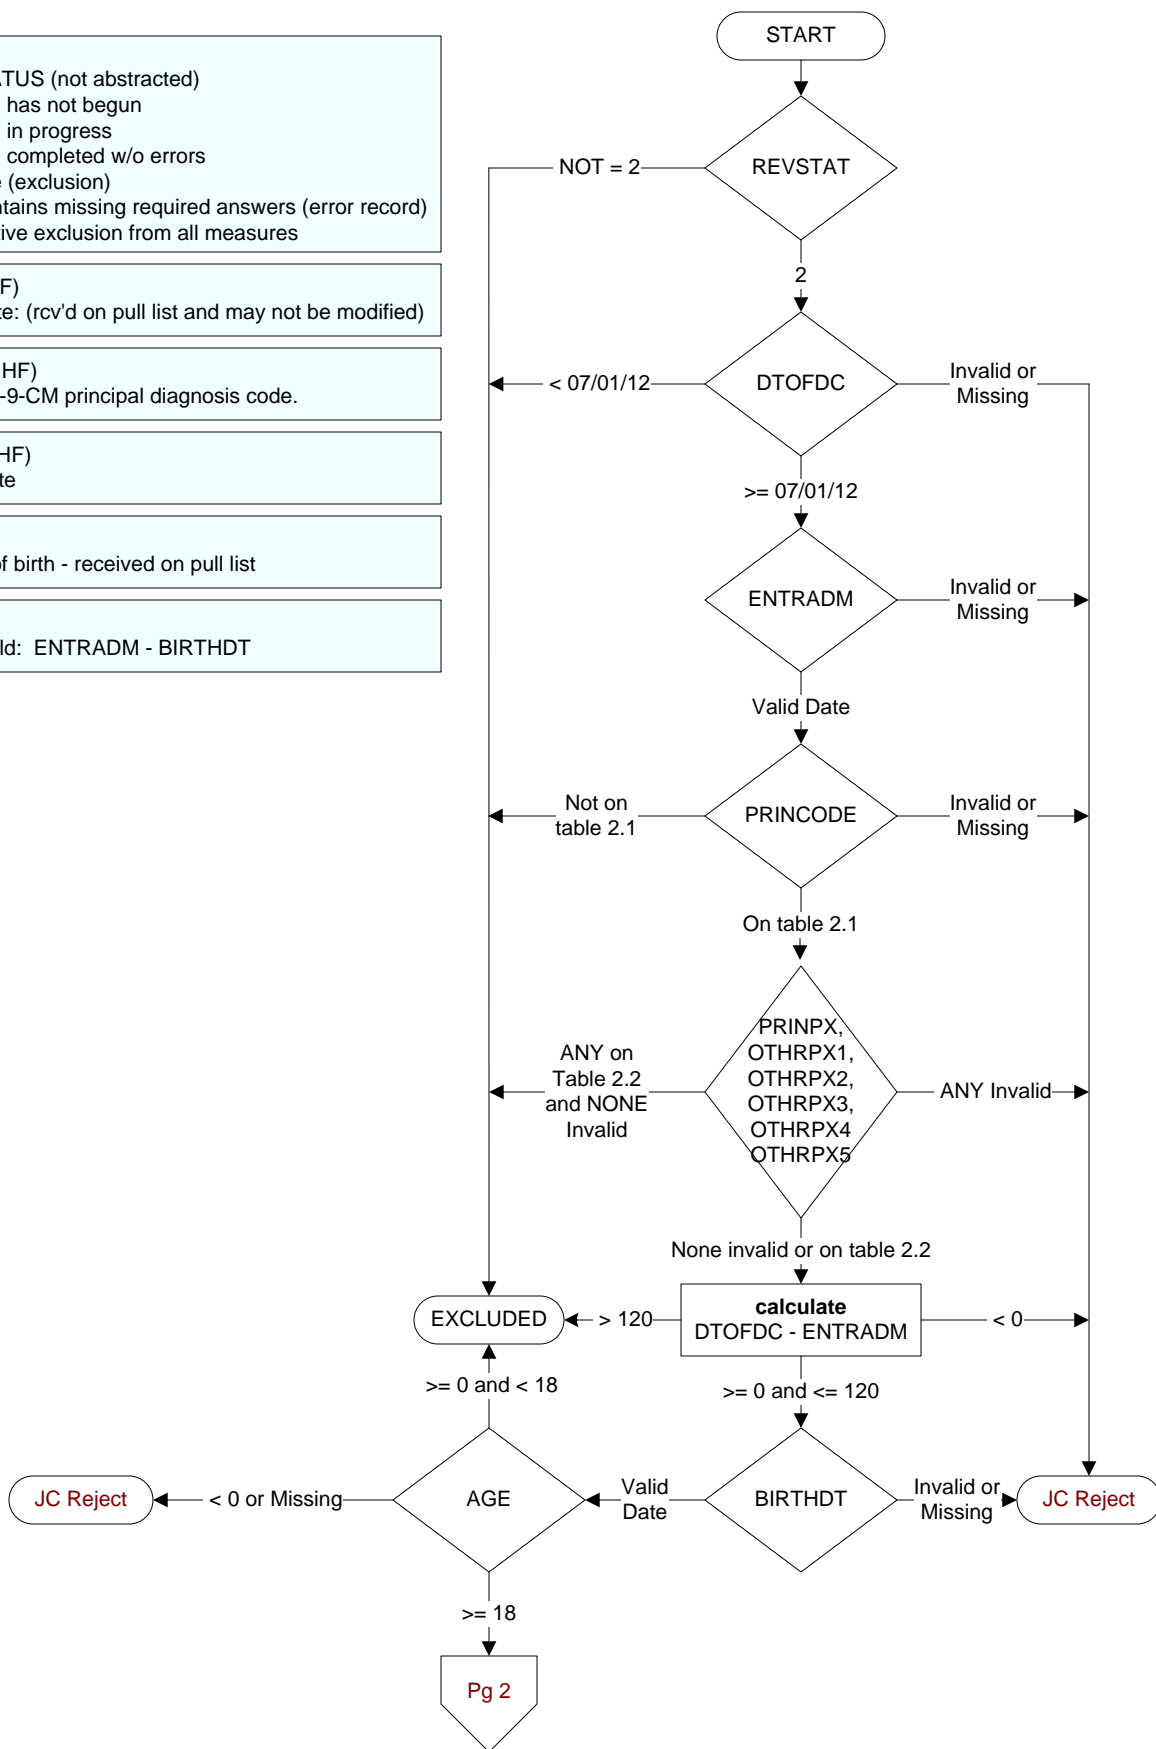 START
ATUS (not abstracted)
has not begun
in progress
completed w/o errors
e (exclusion)
ntains missing required answers (error record)
tive exclusion from all measures
F)
te: (rcv'd on pull list and may not be modified)
HF)
-9-CM principal diagnosis code.
HF)
te
of birth - received on pull list
ld: ENTRADM - BIRTHDT
NOT = 2
REVSTAT
2
< 07/01/12
DTOFDC
Invalid or
Missing
>= 07/01/12
ENTRADM
Invalid or
Missing
Valid Date
Not on
table 2.1
PRINCODE
Invalid or
Missing
On table 2.1
ANY on
Table 2.2
and NONE
Invalid
PRINPX,
OTHRPX1,
OTHRPX2,
OTHRPX3,
OTHRPX4
OTHRPX5
ANY Invalid
None invalid or on table 2.2
EXCLUDED
> 120
calculate
DTOFDC - ENTRADM
< 0
>= 0 and < 18
>= 0 and <= 120
JC Reject
< 0 or Missing
AGE
Valid
Date
BIRTHDT
Invalid or
Missing
JC Reject
>= 18
Pg 2